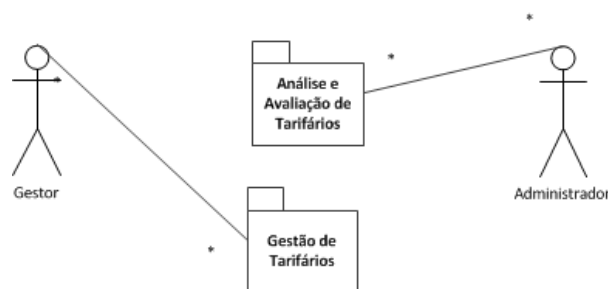 *
*
Análise e
Avaliação de
Tarifários
*
Gestor
Administrador
Gestão de
Tarifários
*